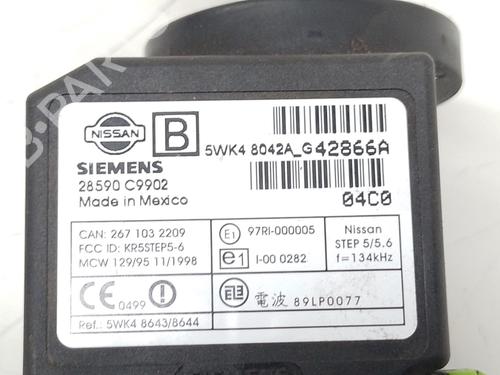 NISSAN
B
5WK4 8042A_G42866A
SIEMENS
28590 C9902
Made in Mexico
04C0
CAN: 267 103 2209
FCC ID: KR5STEP5-6
MCW 129/95 11/1998
E1 97RI-000005
e1 I-00 0282
Nissan
STEP 5/5.6
f=134kHz
CE 0499
電波 89LP0077
Ref.: 5WK4 8643/8644